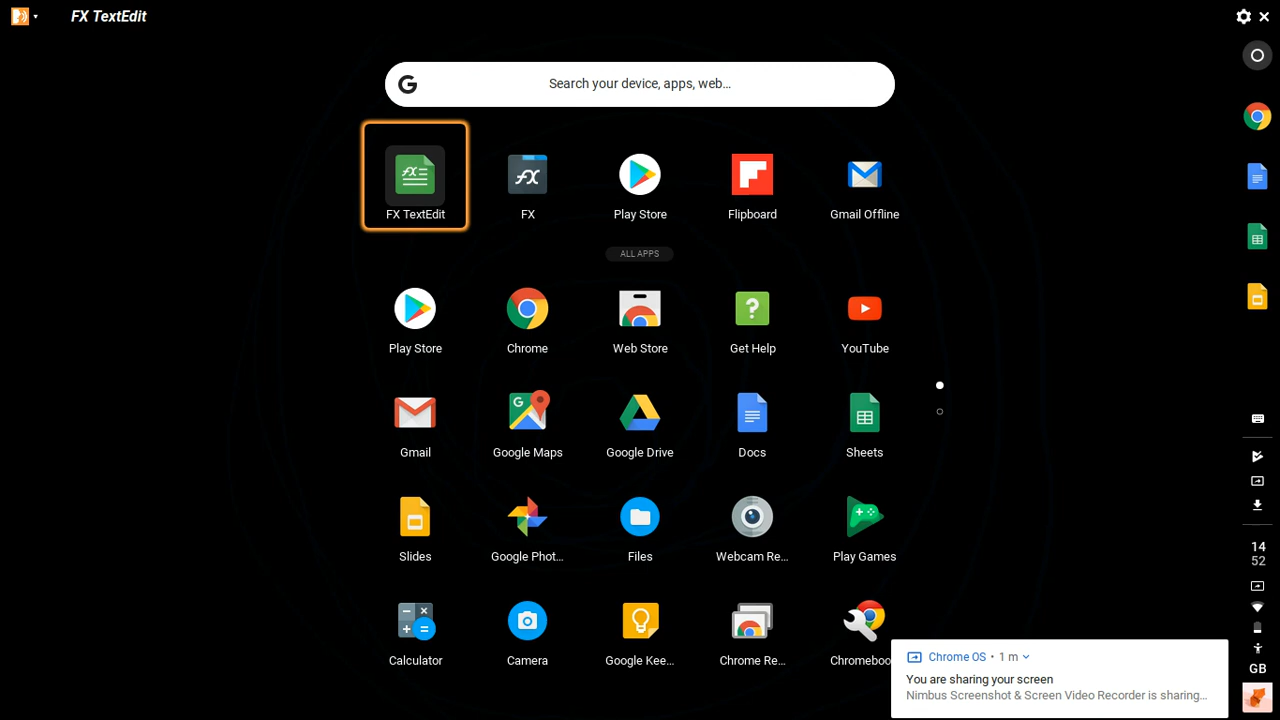 FX TextEdit
Search your device, apps, web...
FX TextEdit
FX
Play Store
Flipboard
Gmail Offline
ALL APPS
Play Store
Chrome
Web Store
Get Help
YouTube
Gmail
Google Maps
Google Drive
Docs
Sheets
Slides
Google Phot...
Files
Webcam Re...
Play Games
Calculator
Camera
Google Kee...
Chrome Re...
Chromeboo
14
52
GB
Chrome OS • 1 m
You are sharing your screen
Nimbus Screenshot & Screen Video Recorder is sharing...